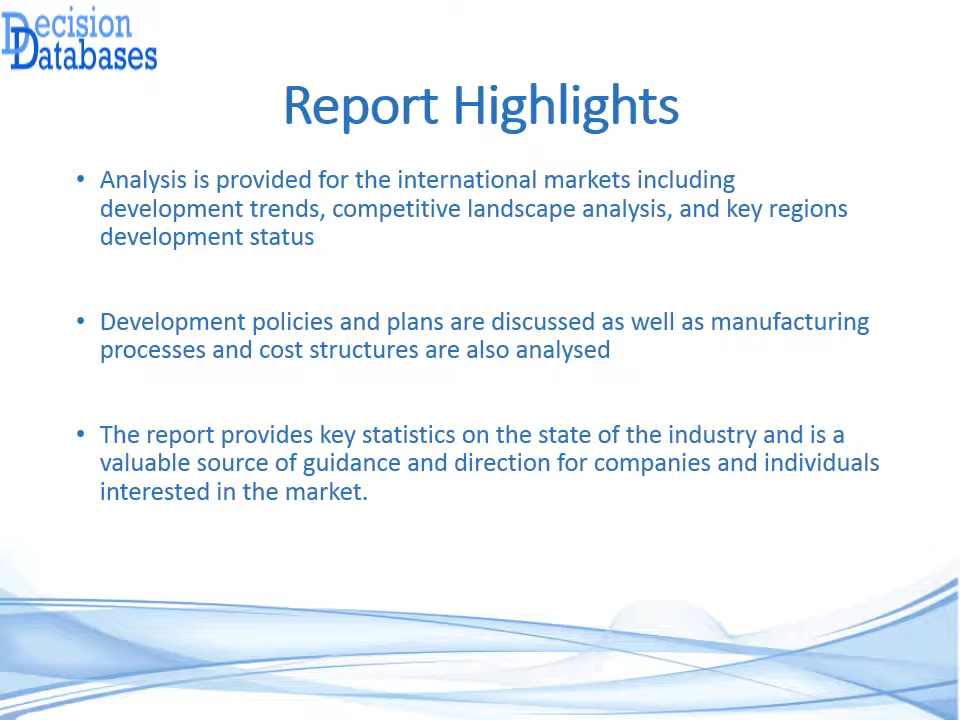 Decision
Databases
Report Highlights
• Analysis is provided for the international markets including
development trends, competitive landscape analysis, and key regions
development status
• Development policies and plans are discussed as well as manufacturing
processes and cost structures are also analysed
• The report provides key statistics on the state of the industry and is a
valuable source of guidance and direction for companies and individuals
interested in the market.